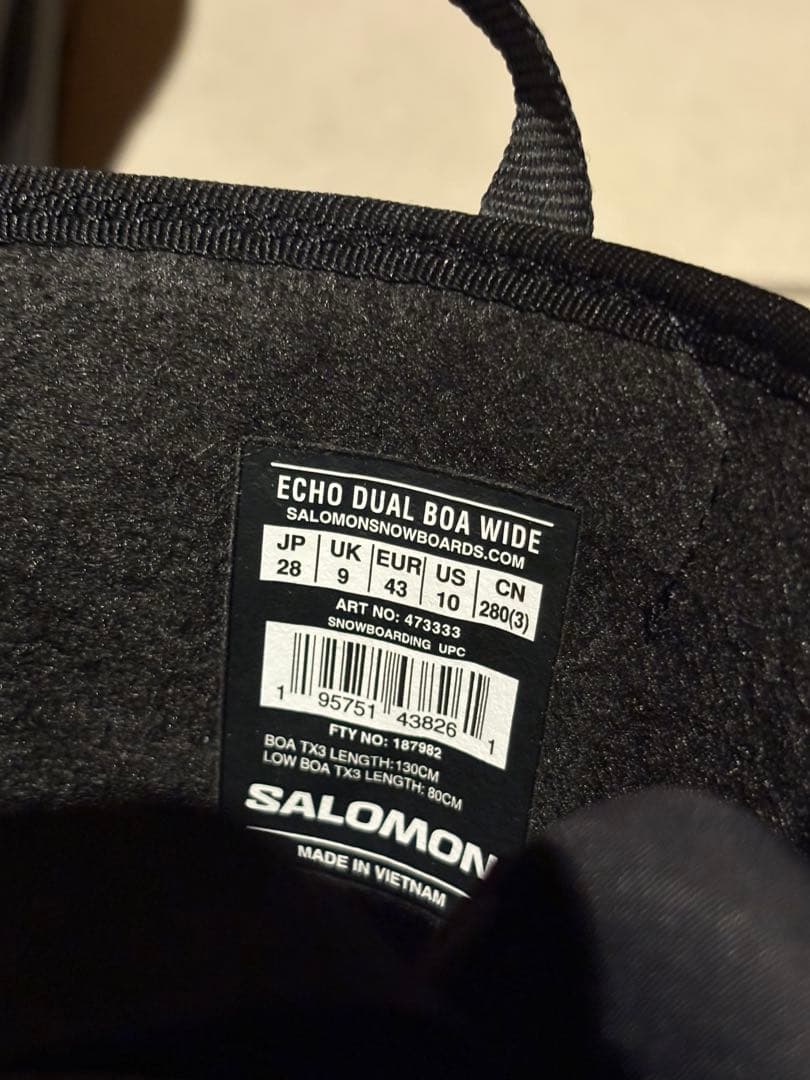 ECHO DUAL BOA WIDE
SALOMONSNOWBOARDS.COM
JP UK EUR US CN
28 9 43 10 280(3)
ART NO: 473333
SNOWBOARDING UPC
1 95751 43826 1
FTY NO: 187982
BOA TX3 LENGTH:130CM
LOW BOA TX3 LENGTH: 80CM
SALOMON
MADE IN VIETNAM